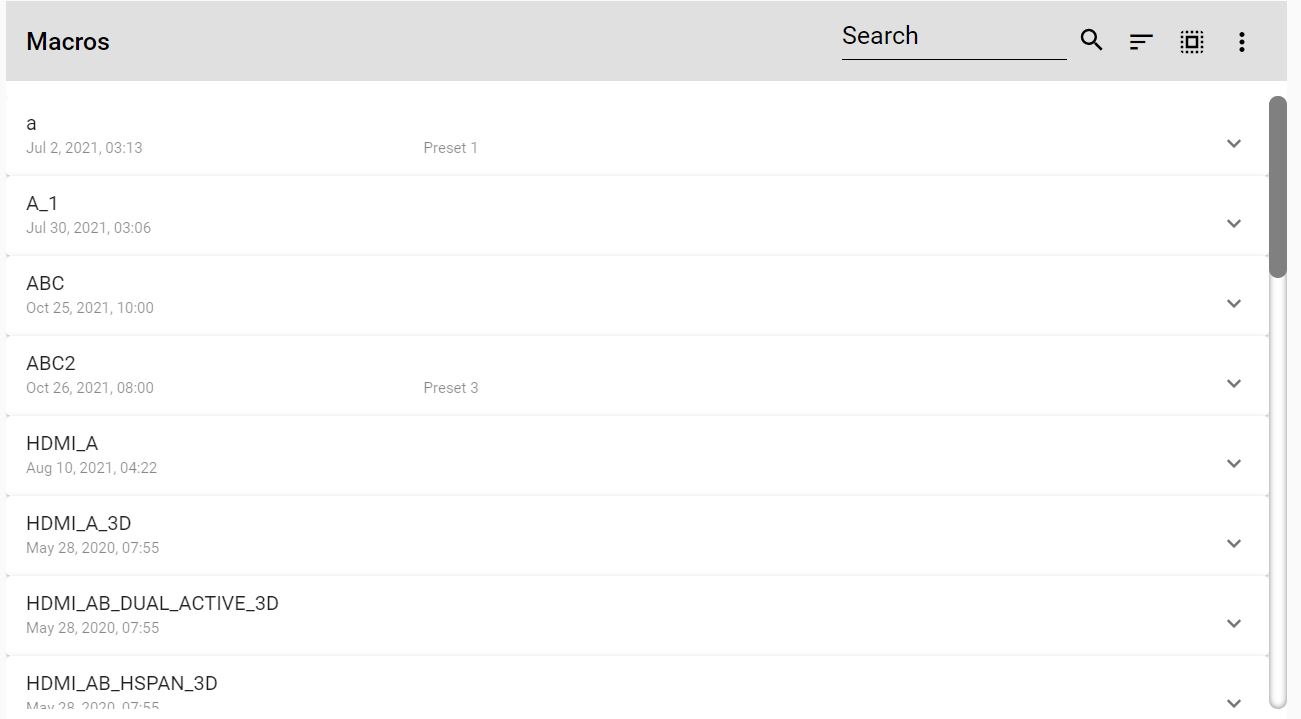 Macros
Search
a
Jul 2, 2021, 03:13 Preset 1
A_1
Jul 30, 2021, 03:06
ABC
Oct 25, 2021, 10:00
ABC2
Oct 26, 2021, 08:00 Preset 3
HDMI_A
Aug 10, 2021, 04:22
HDMI_A_3D
May 28, 2020, 07:55
HDMI_AB_DUAL_ACTIVE_3D
May 28, 2020, 07:55
HDMI_AB_HSPAN_3D
May 28, 2020, 07:55